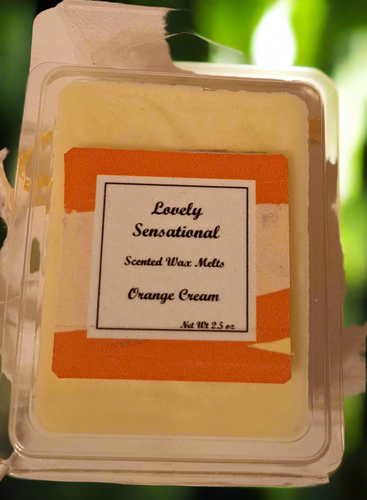 Lovely
Sensational
Scented Wax Melts
Orange Cream
Net Wt 2.5 oz